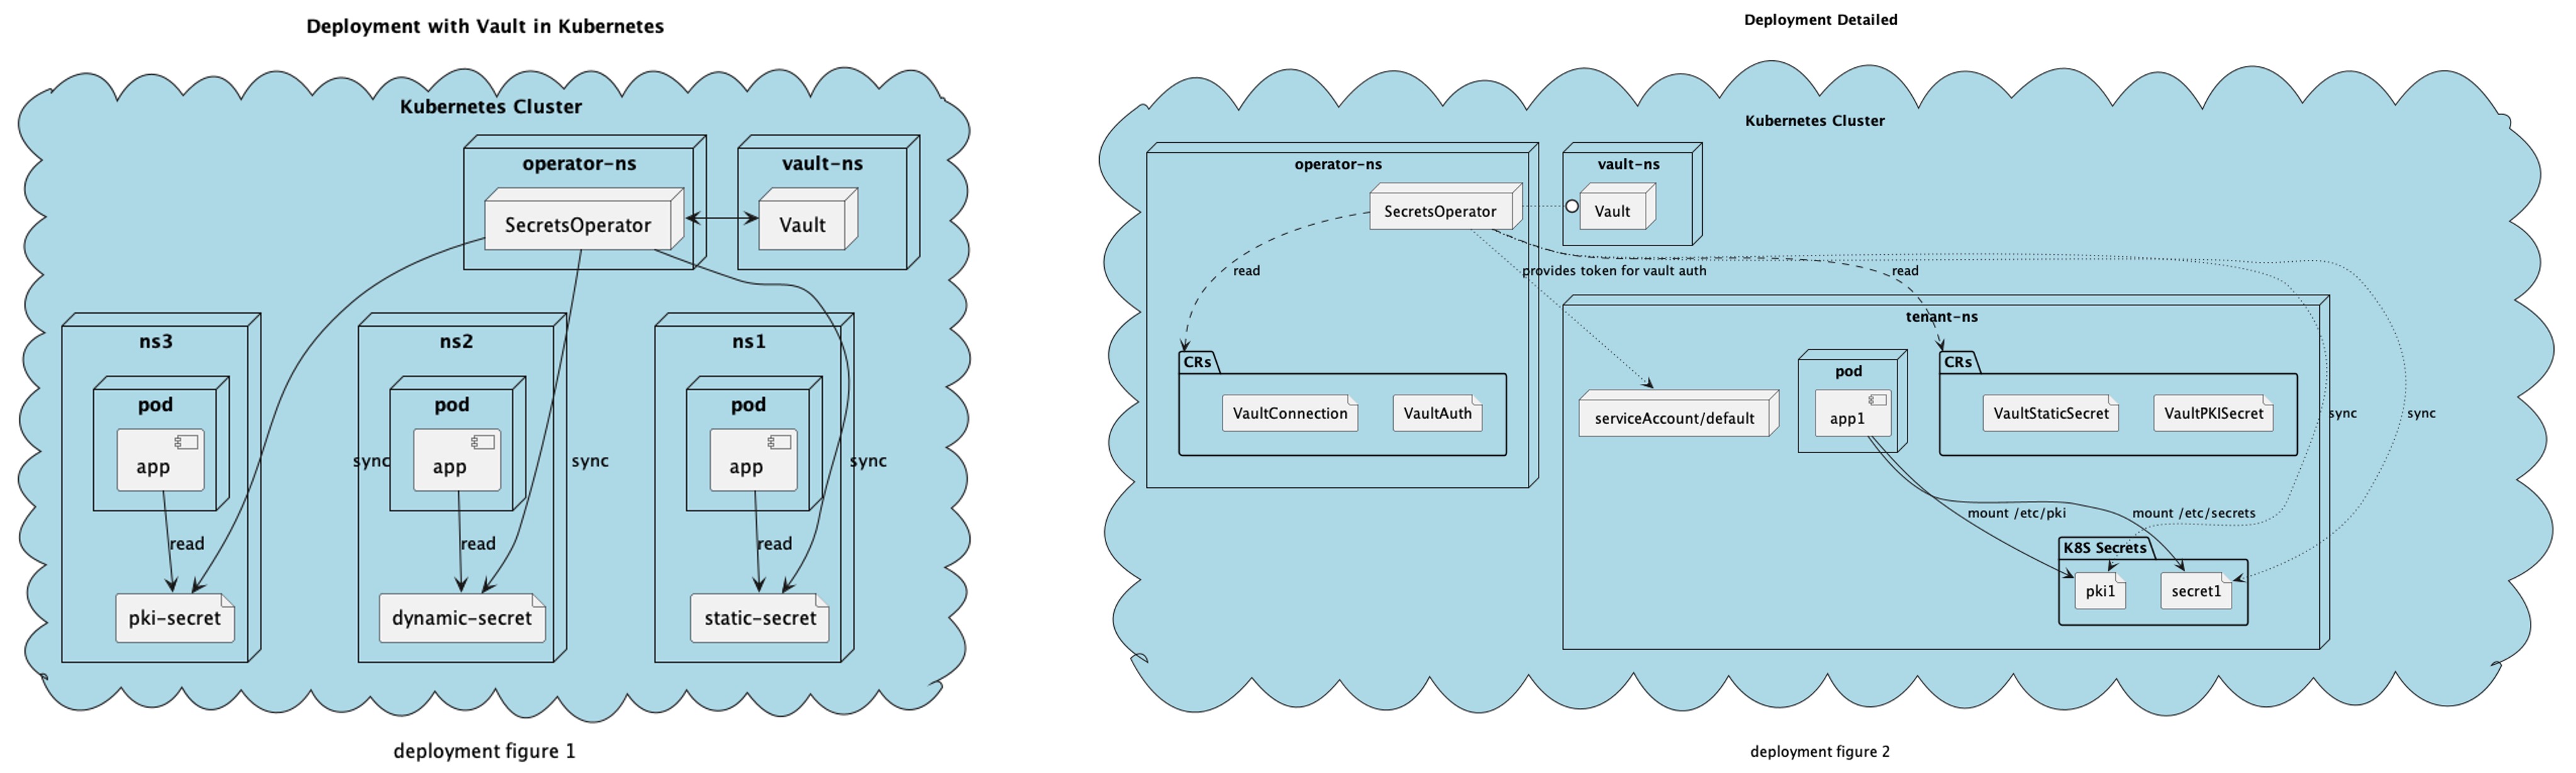 Deployment with Vault in Kubernetes
Kubernetes Cluster
operator-ns
vault-ns
SecretsOperator
Vault
ns3
ns2
ns1
pod
pod
pod
app
app
app
sync
sync
sync
read
read
read
pki-secret
dynamic-secret
static-secret
deployment figure 1
Deployment Detailed
Kubernetes Cluster
operator-ns
vault-ns
SecretsOperator
Vault
read
provides token for vault auth
read
tenant-ns
CRs
VaultConnection
VaultAuth
serviceAccount/default
pod
app1
CRs
VaultStaticSecret
VaultPKISecret
sync
sync
mount /etc/pki
mount /etc/secrets
K8S Secrets
pki1
secret1
deployment figure 2